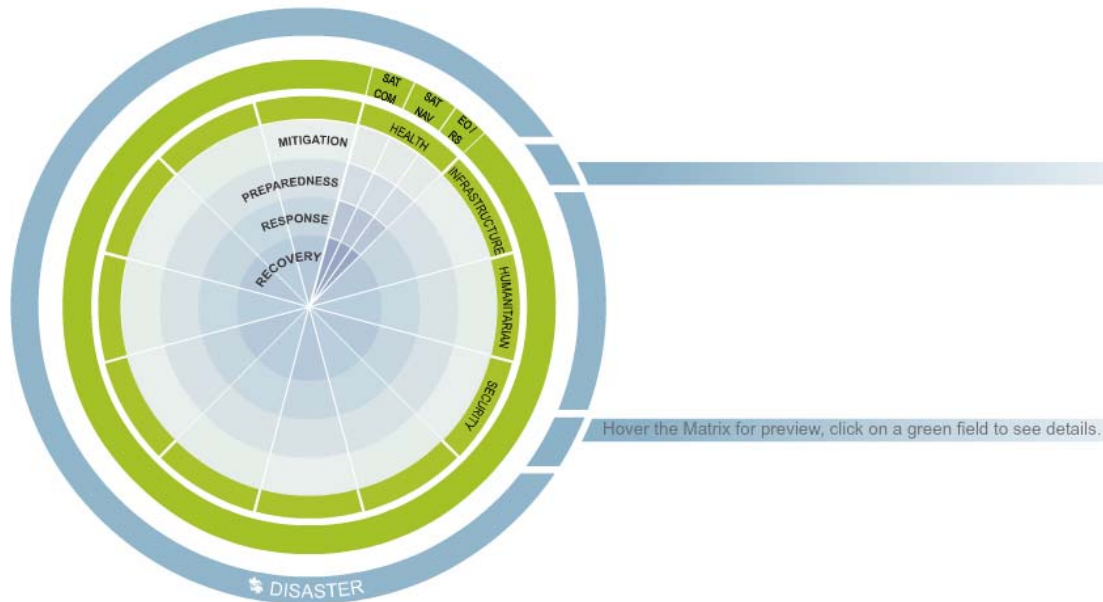 SAT
COM
SAT
NAV
EO /
RS
HEALTH
MITIGATION
INFRASTRUCTURE
PREPAREDNESS
RESPONSE
RECOVERY
HUMANITARIAN
SECURITY
Hover the Matrix for preview, click on a green field to see details.
DISASTER